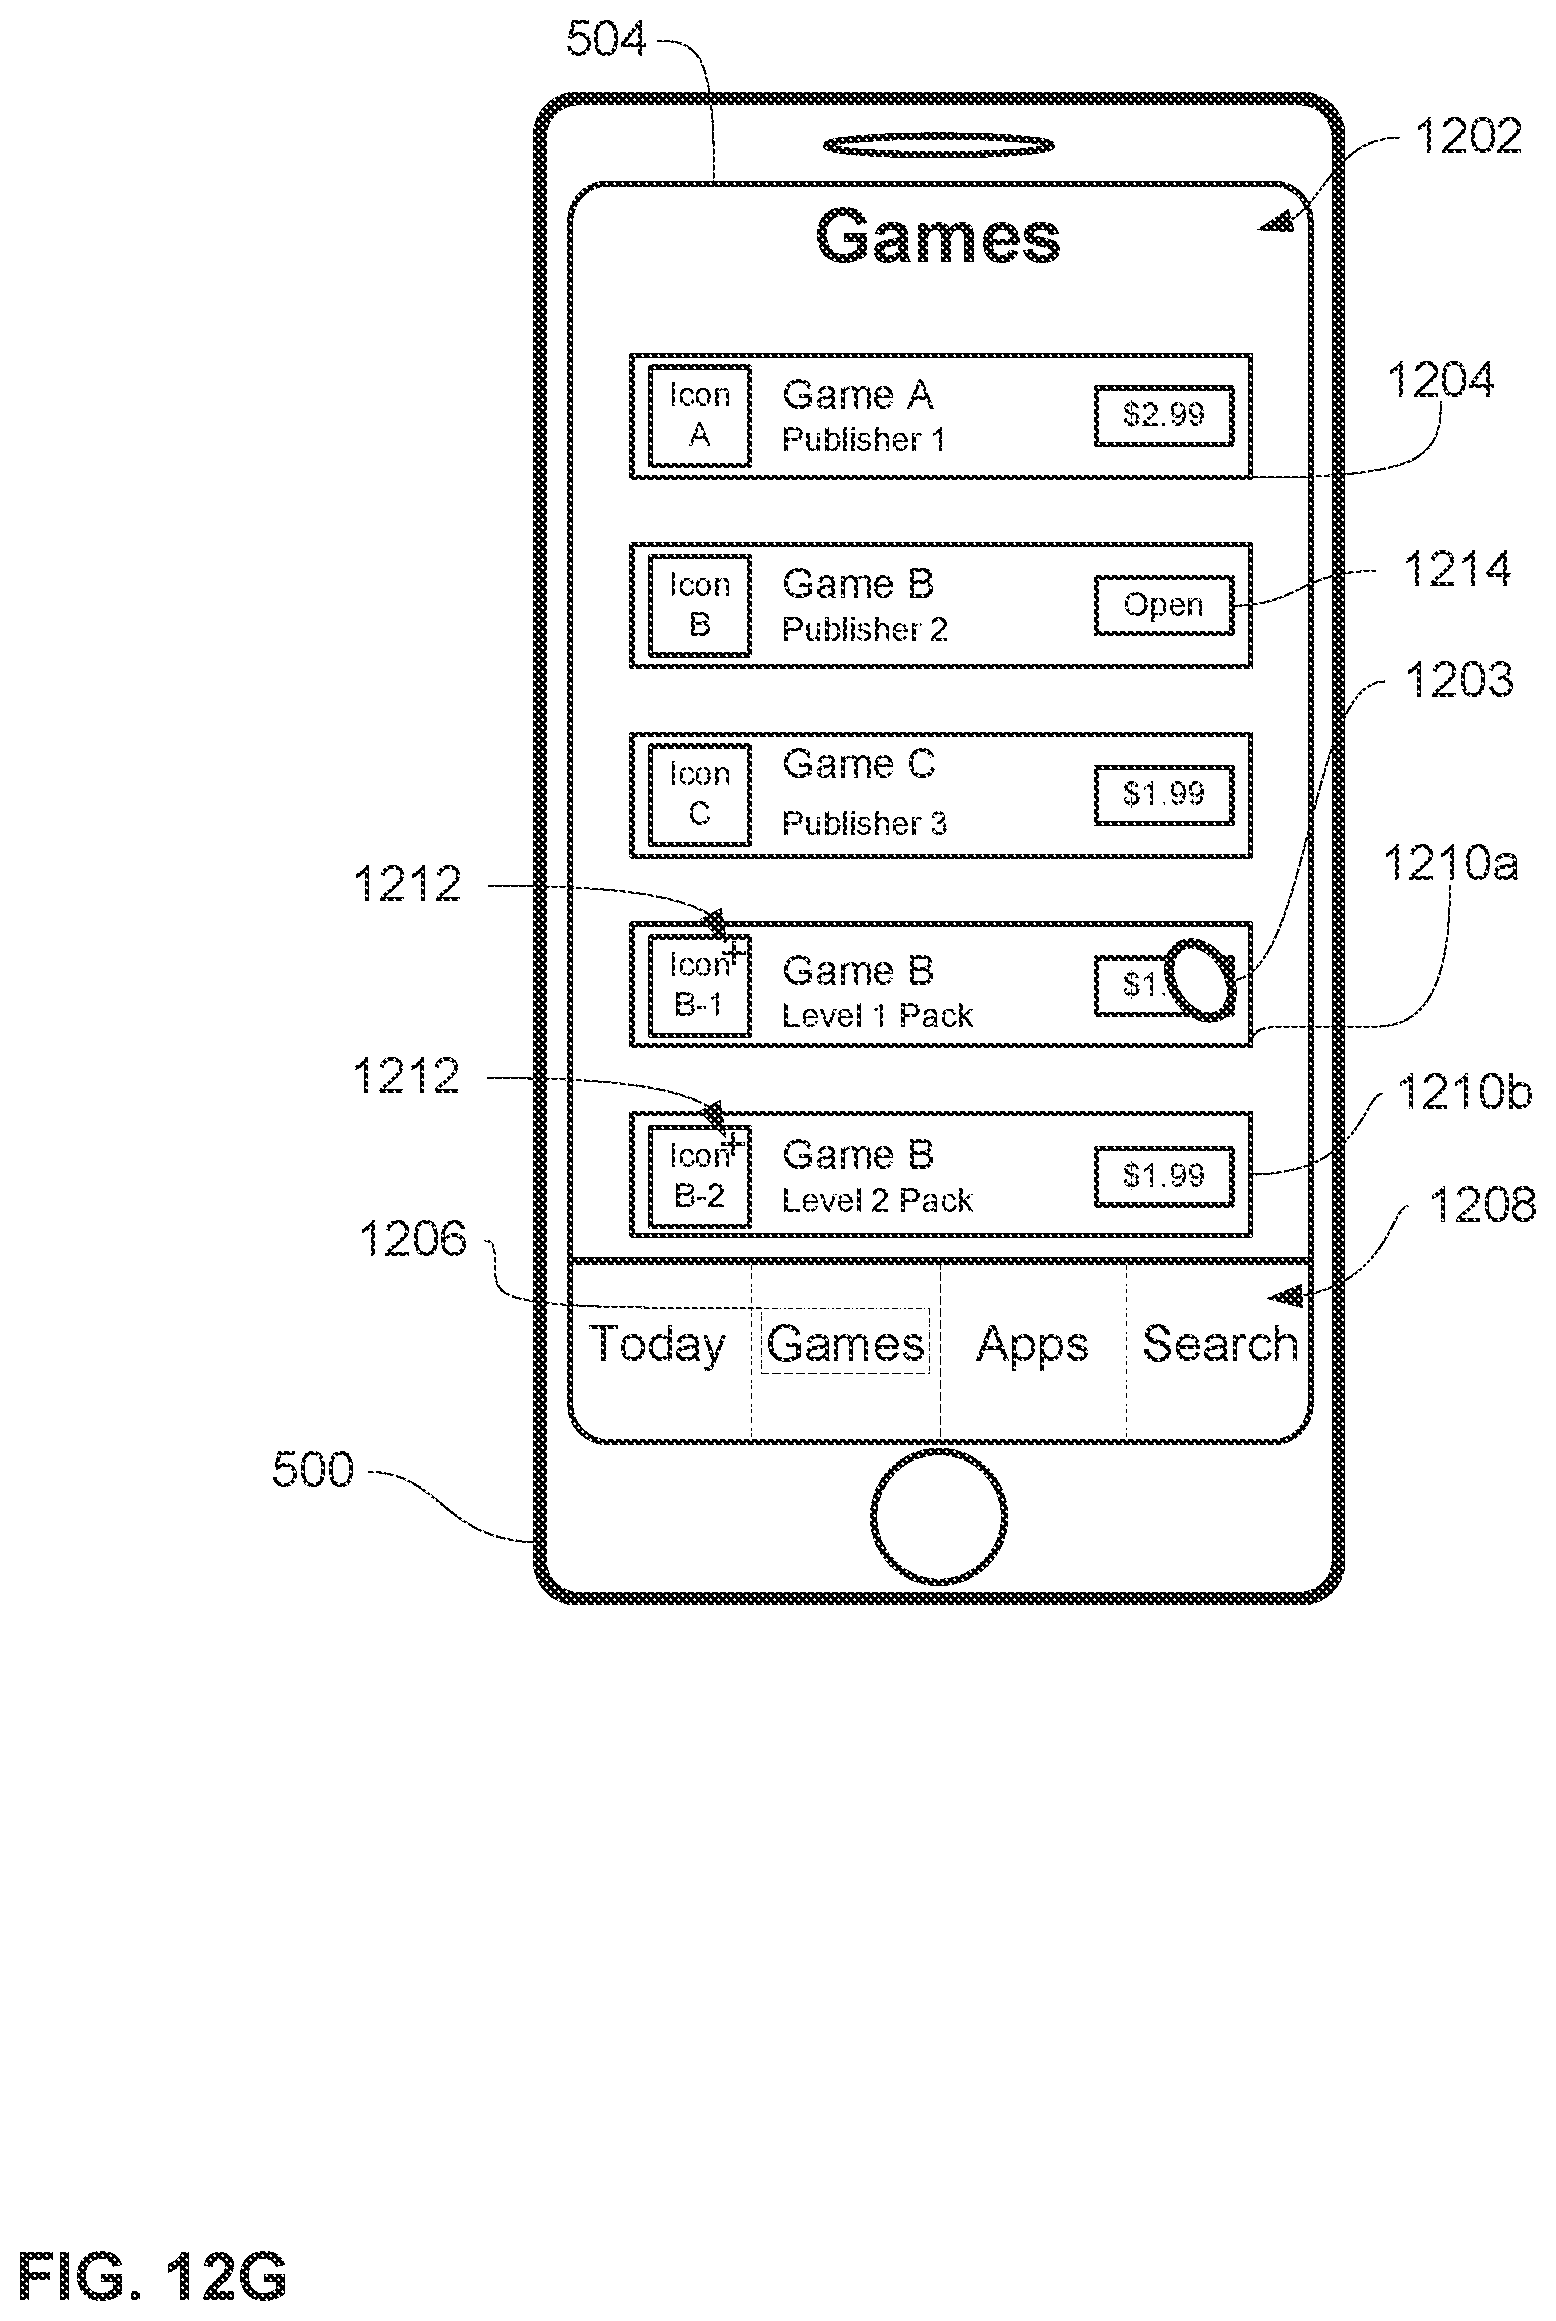 504
1202
Games
Icon A
Game A
Publisher 1
$2.99
1204
Icon B
Game B
Publisher 2
Open
1214
1203
Icon C
Game C
Publisher 3
$1.99
1212
1210a
+
Icon B-1
Game B
Level 1 Pack
$1.
1212
1210b
+
Icon B-2
Game B
Level 2 Pack
$1.99
1208
1206
Today Games Apps Search
500
FIG. 12G